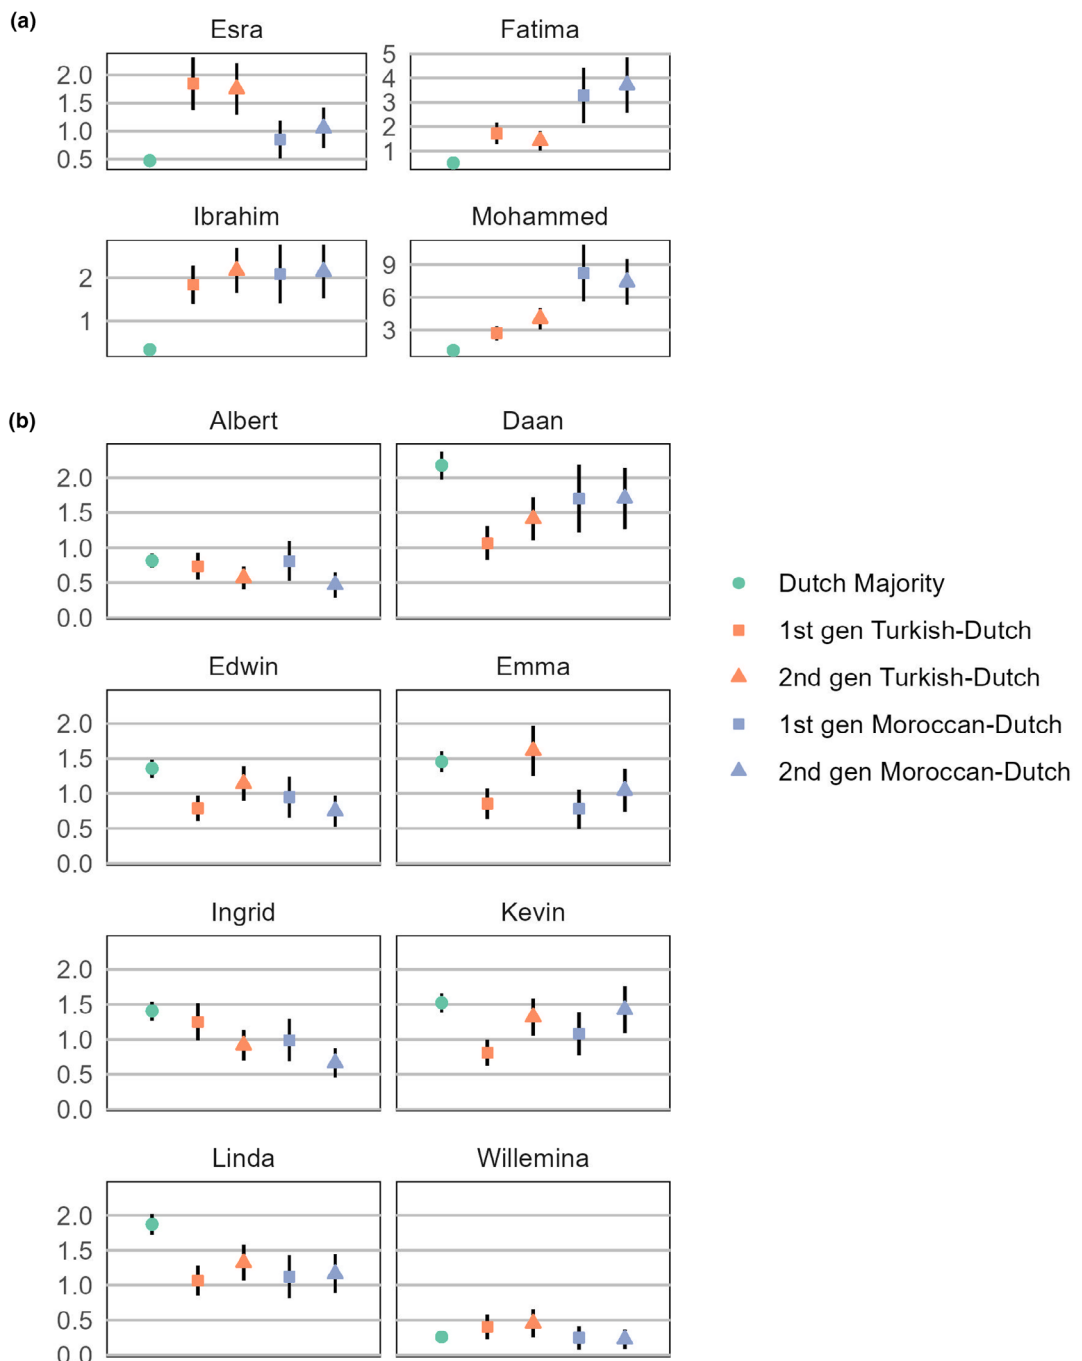 (a)
Esra Fatima
2.0
1.5
1.0
0.5
5
4
3
2
1
Ibrahim Mohammed
2
1
9
6
3
(b)
Albert Daan
2.0
1.5
1.0
0.5
0.0
Edwin Emma
2.0
1.5
1.0
0.5
0.0
Ingrid Kevin
2.0
1.5
1.0
0.5
0.0
Linda Willemina
2.0
1.5
1.0
0.5
0.0
Dutch Majority
1st gen Turkish-Dutch
2nd gen Turkish-Dutch
1st gen Moroccan-Dutch
2nd gen Moroccan-Dutch